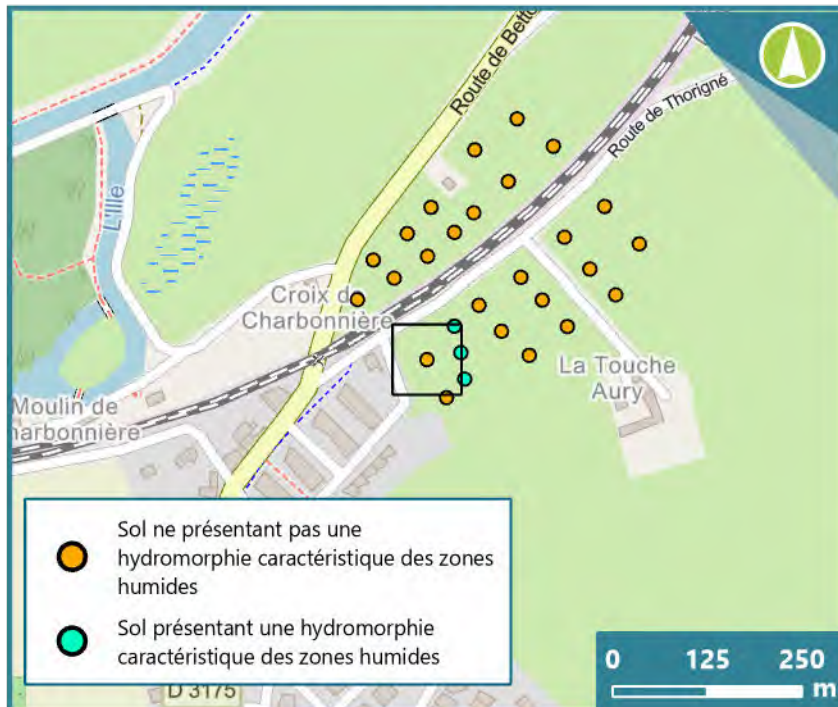 Route de Betto
Route de Thorigné
L'Ille
Croix d
Charbonnière
La Touche
Aury
Moulin de
harbonnière
Sol ne présentant pas une
hydromorphie caractéristique des zones
humides
Sol présentant une hydromorphie
caractéristique des zones humides
D 3175
0 125 250
m